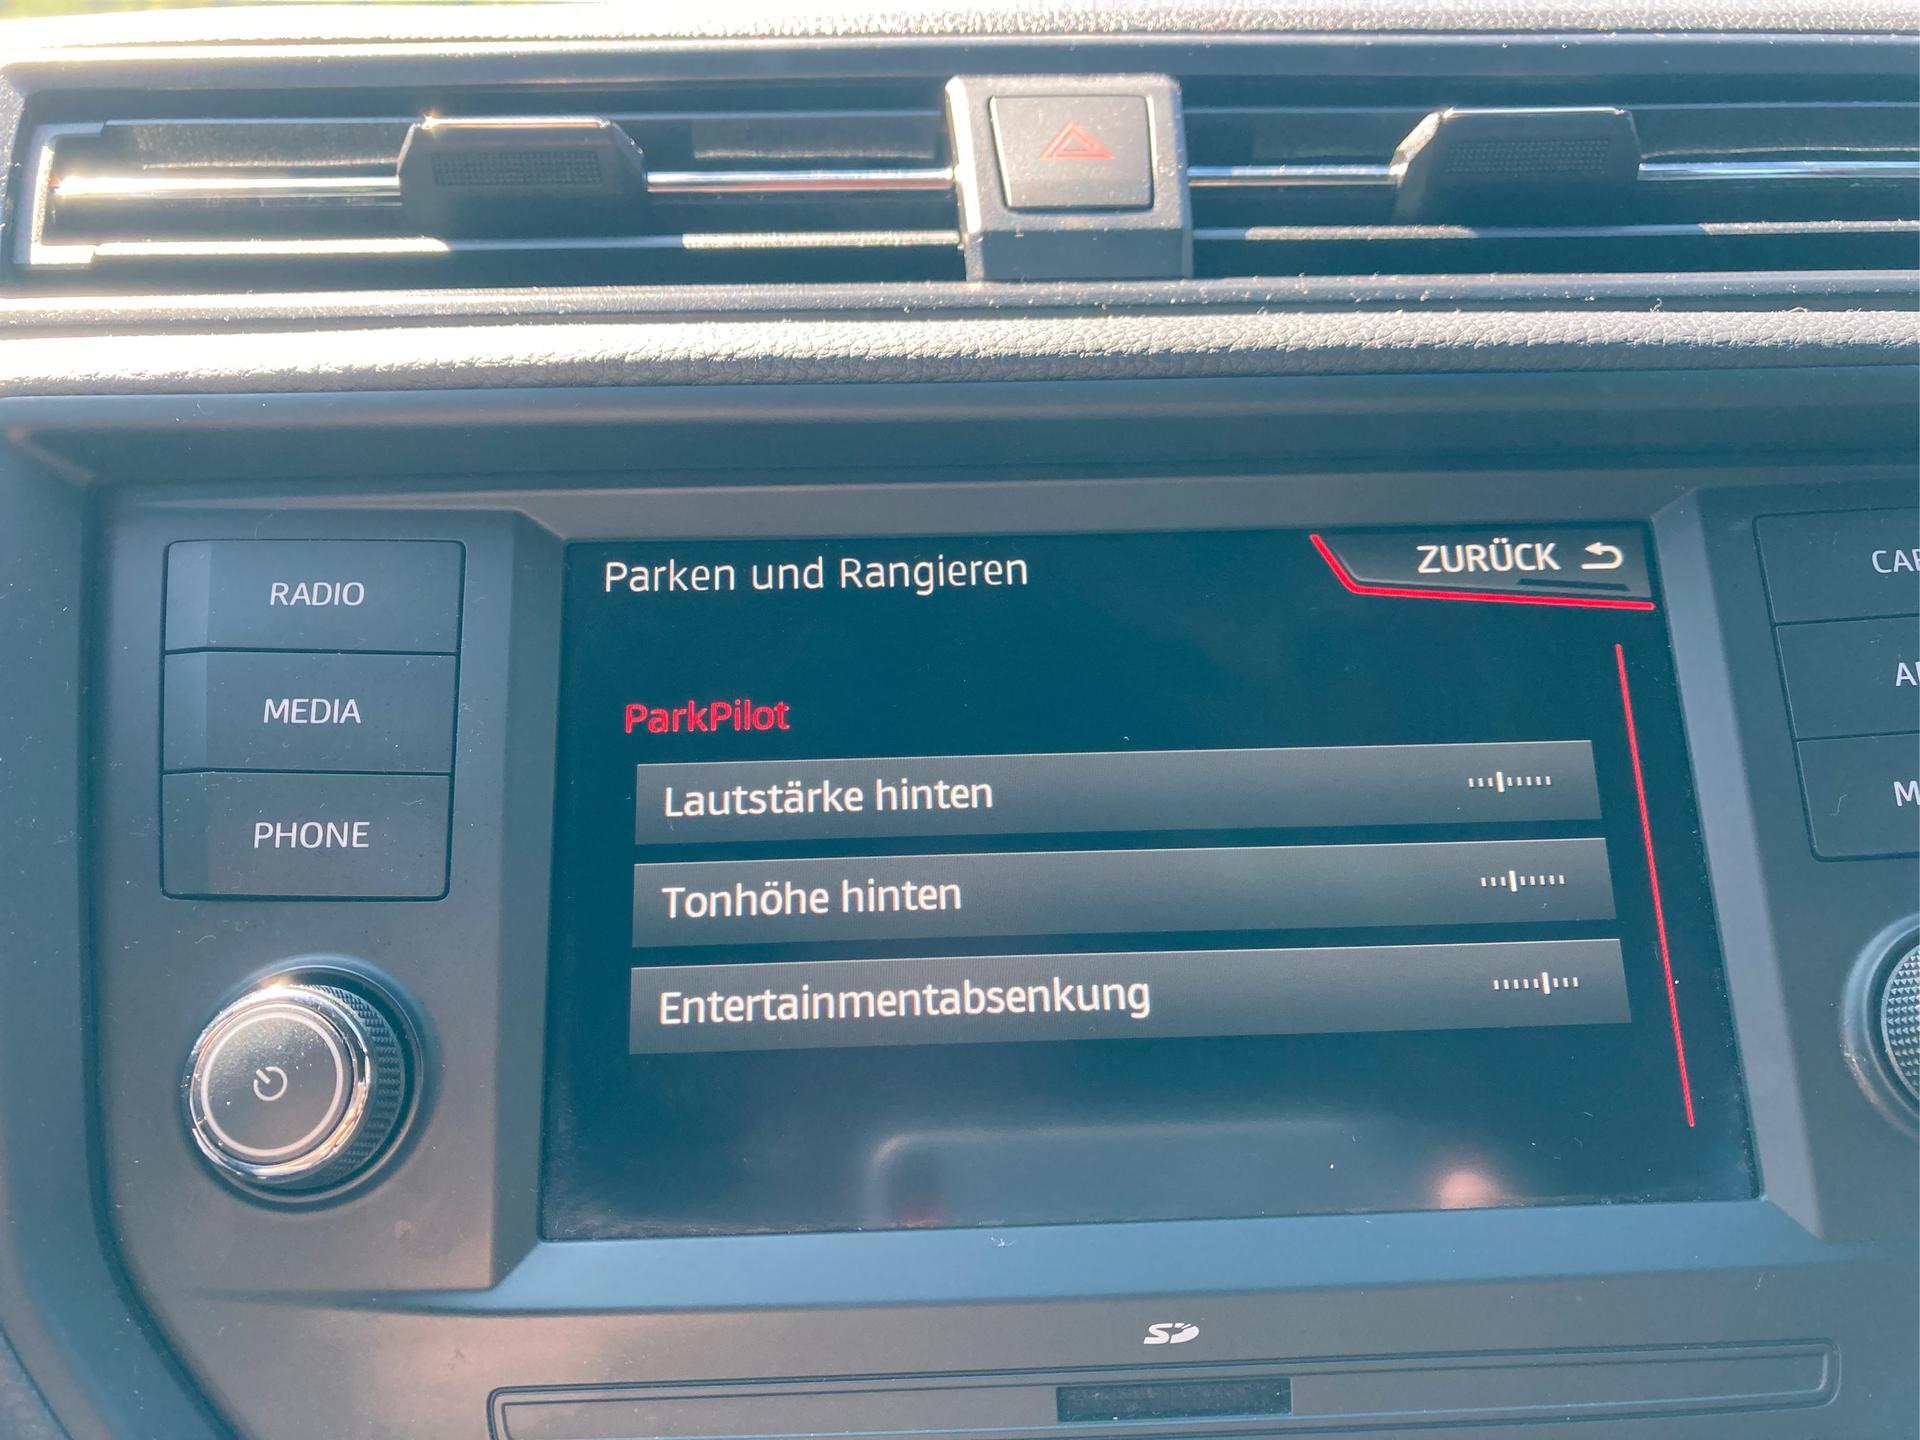 Parken und Rangieren
ZURÜCK
RADIO
MEDIA
PHONE
ParkPilot
Lautstärke hinten
Tonhöhe hinten
Entertainmentabsenkung
SD